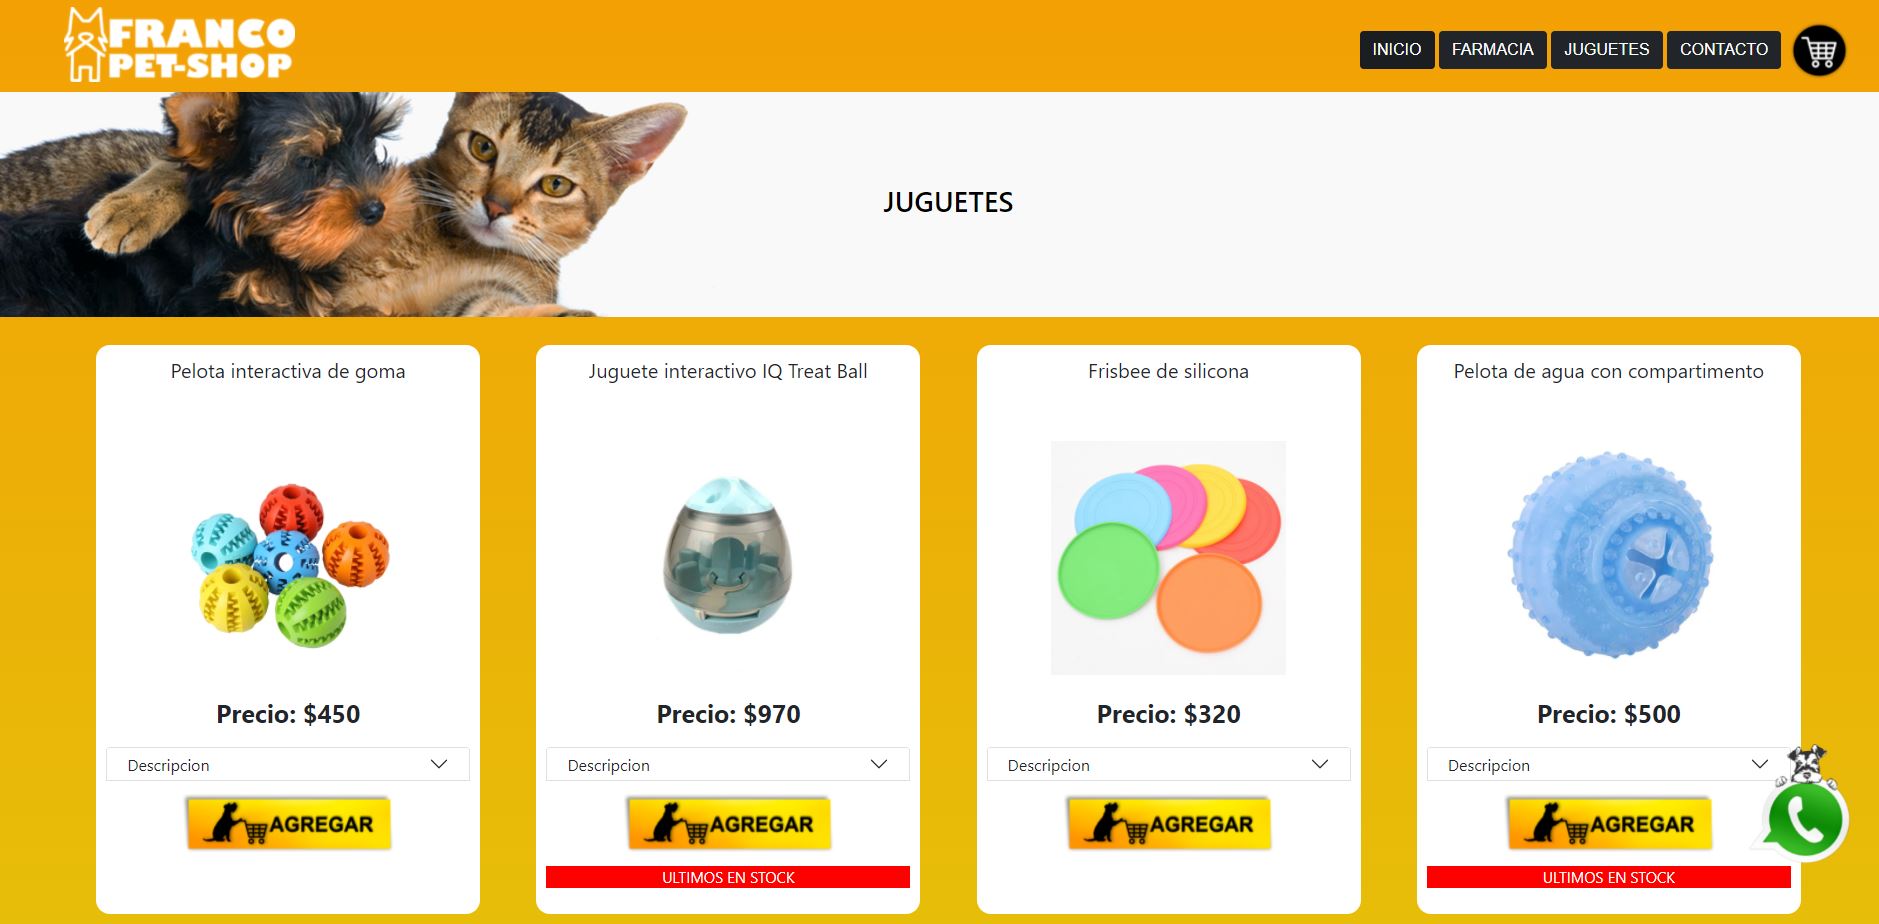 FRANCO
PET-SHOP
INICIO
FARMACIA
JUGUETES
CONTACTO
JUGUETES
Pelota interactiva de goma
Precio: $450
Descripcion
AGREGAR
Juguete interactivo IQ Treat Ball
Precio: $970
Descripcion
AGREGAR
ULTIMOS EN STOCK
Frisbee de silicona
Precio: $320
Descripcion
AGREGAR
Pelota de agua con compartimento
Precio: $500
Descripcion
AGREGAR
ULTIMOS EN STOCK